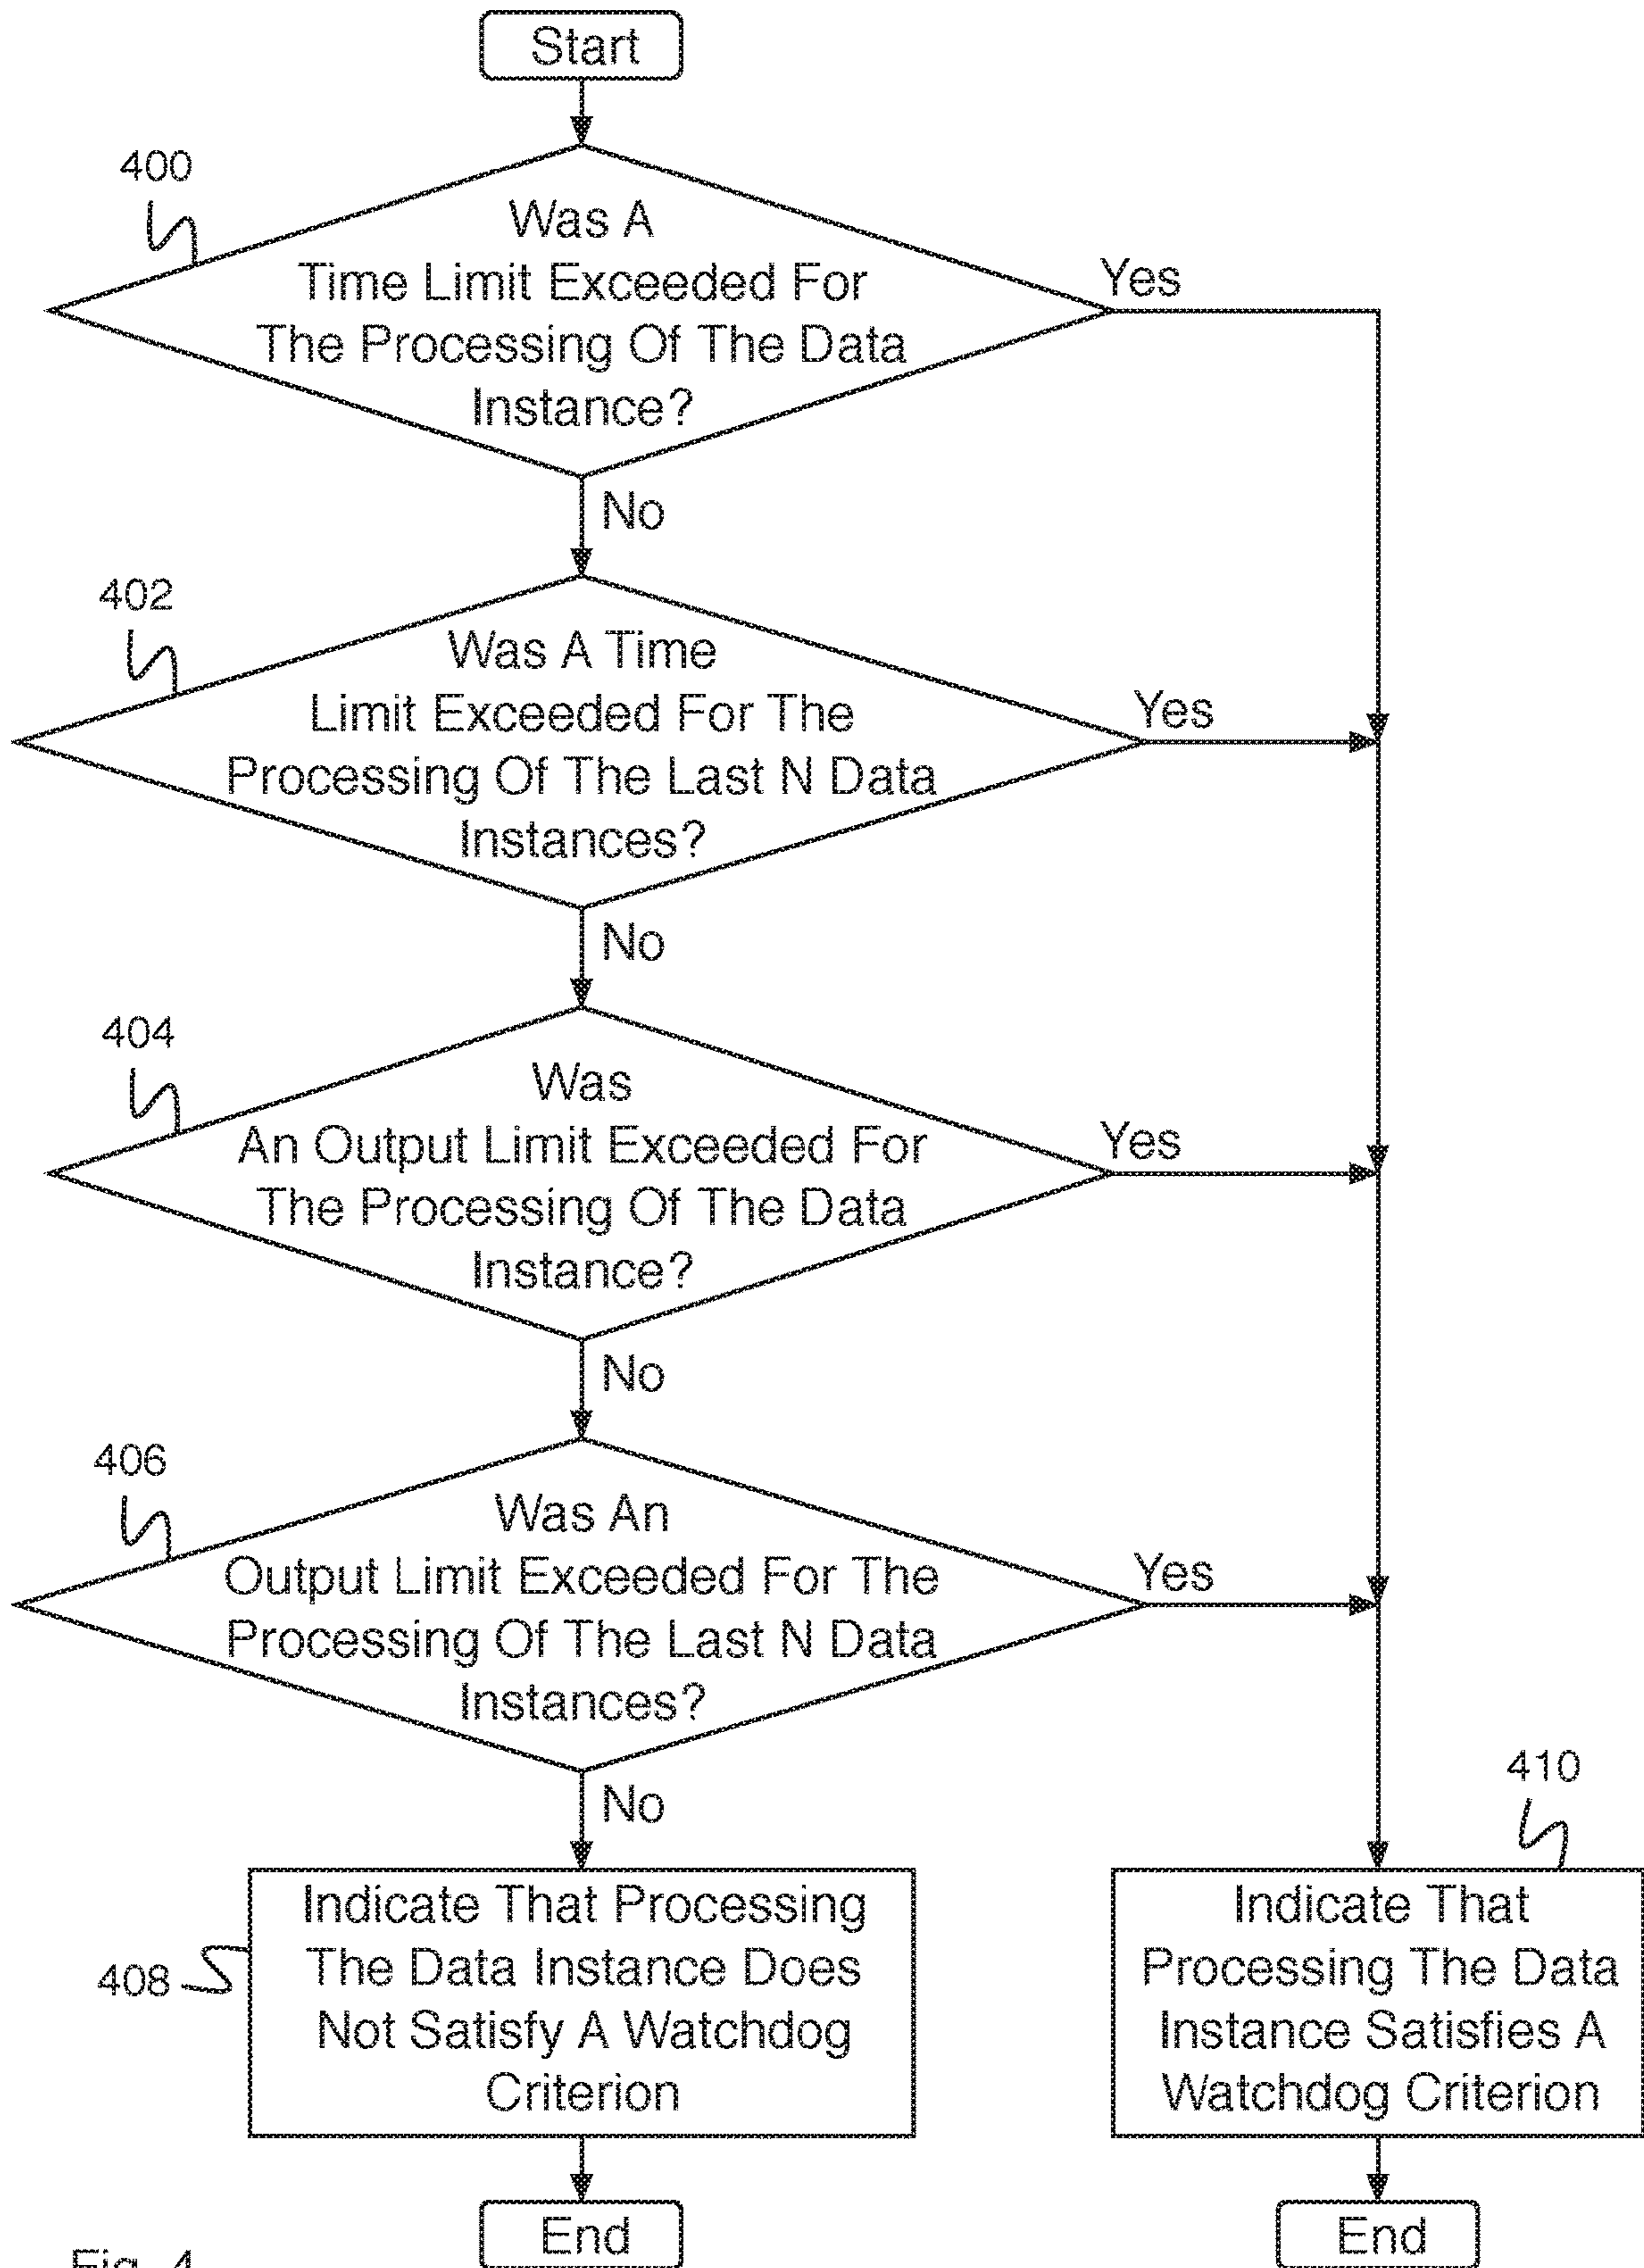 Start
400
Was A
Time Limit Exceeded For
The Processing Of The Data
Instance?
Yes
No
402
Was A Time
Limit Exceeded For The
Processing Of The Last N Data
Instances?
Yes
No
404
Was
An Output Limit Exceeded For
The Processing Of The Data
Instance?
Yes
No
406
Was An
Output Limit Exceeded For The
Processing Of The Last N Data
Instances?
Yes
No
408
Indicate That Processing
The Data Instance Does
Not Satisfy A Watchdog
Criterion
End
410
Indicate That
Processing The Data
Instance Satisfies A
Watchdog Criterion
End
Fig. 4